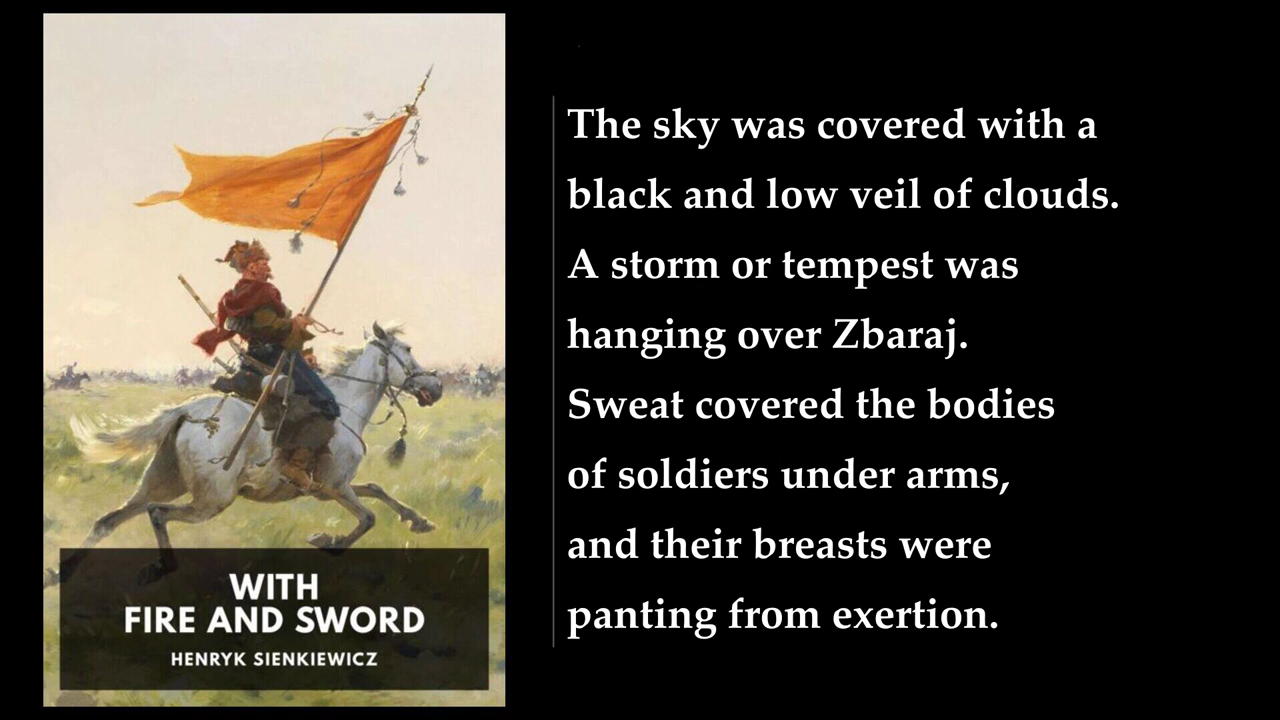 WITH
FIRE AND SWORD
HENRYK SIENKIEWICZ
The sky was covered with a
black and low veil of clouds.
A storm or tempest was
hanging over Zbaraj.
Sweat covered the bodies
of soldiers under arms,
and their breasts were
panting from exertion.